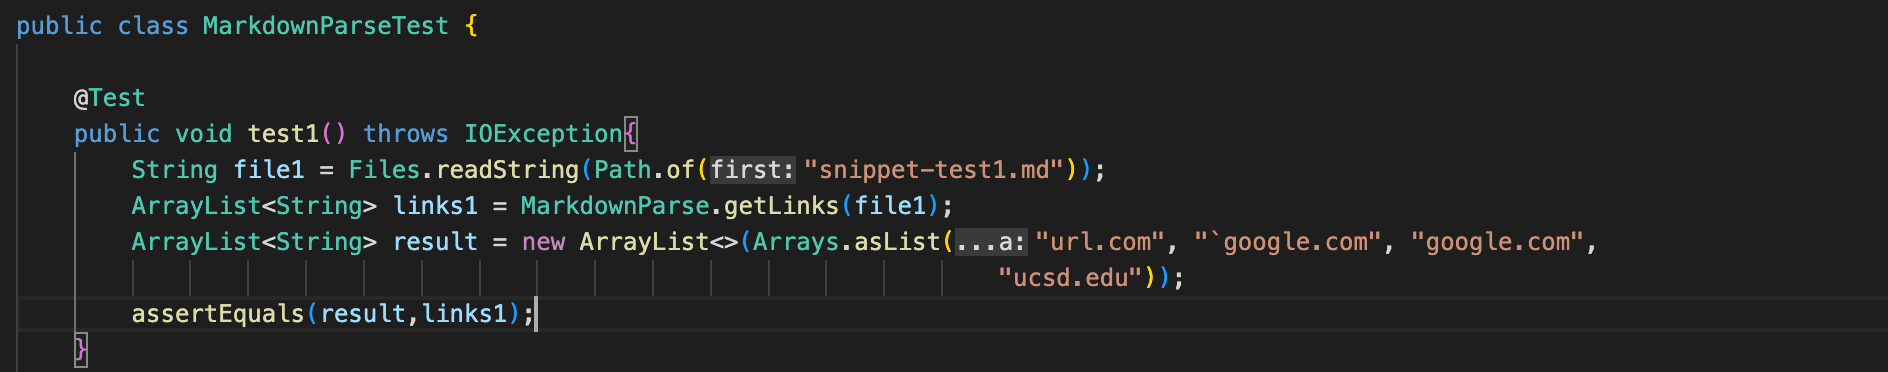 public class MarkdownParseTest {
@Test
public void test1() throws IOException{
String file1 = Files.readString(Path.of(first: "snippet-test1.md"));
ArrayList<String> links1 = MarkdownParse.getLinks(file1);
ArrayList<String> result = new ArrayList<>(Arrays.asList(...a: "url.com", "`google.com", "google.com",
"ucsd.edu"));
assertEquals(result,links1);
}